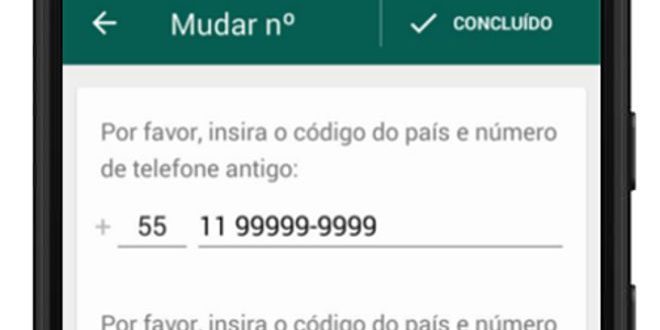 Mudar nº
CONCLUÍDO
Por favor, insira o código do país e número
de telefone antigo:
+ 55 11 99999-9999
Por favor, insira o código do país e número